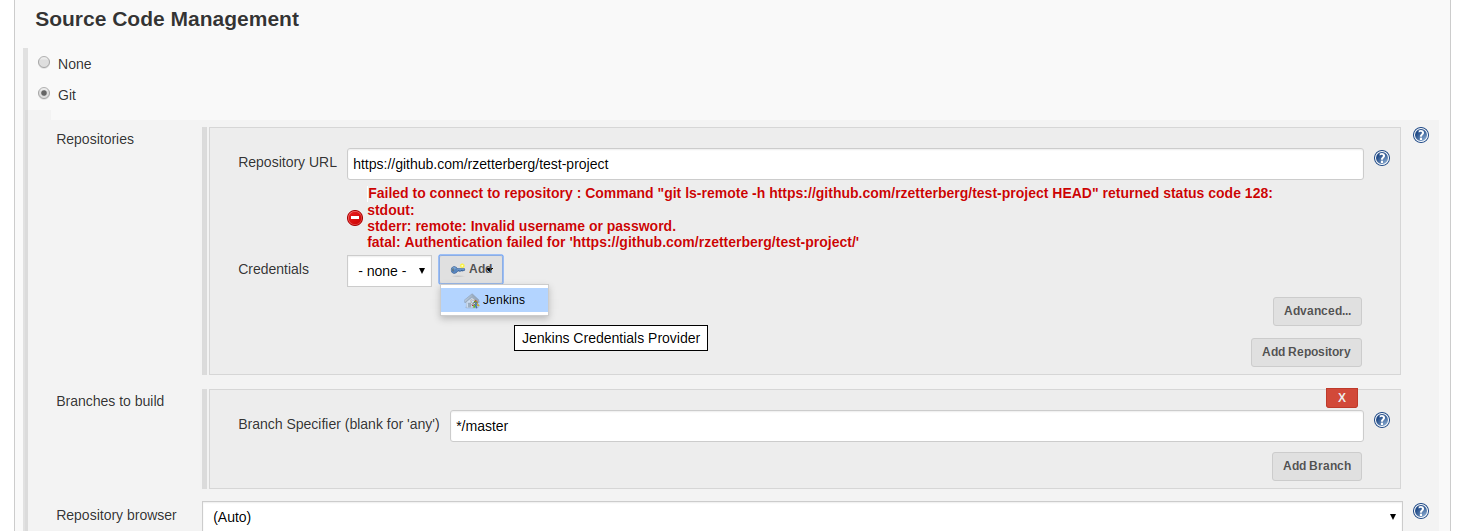 Source Code Management
None
Git
Repositories
Repository URL https://github.com/rzetterberg/test-project
Failed to connect to repository : Command "git ls-remote -h https://github.com/rzetterberg/test-project HEAD" returned status code 128:
stdout:
stderr: remote: Invalid username or password.
fatal: Authentication failed for 'https://github.com/rzetterberg/test-project/'
Credentials - none - Add
Jenkins
Jenkins Credentials Provider
Advanced...
Add Repository
Branches to build
X
Branch Specifier (blank for 'any') */master
Add Branch
Repository browser (Auto)